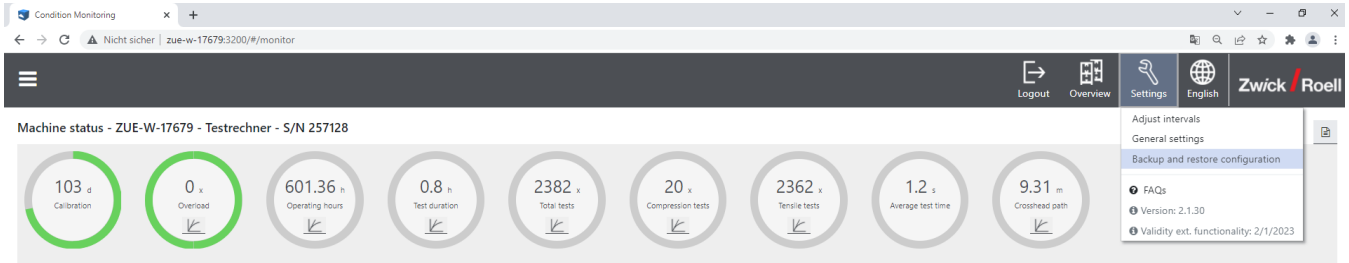 Condition Monitoring
Nicht sicher | zue-w-17679:3200/#/monitor
Logout
Overview
Settings
English
Zwick Roell
Machine status - ZUE-W-17679 - Testrechner - S/N 257128
Adjust intervals
General settings
Backup and restore configuration
FAQs
Version: 2.1.30
Validity ext. functionality: 2/1/2023
103 d
Calibration
0 x
Overload
601.36 h
Operating hours
0.8 h
Test duration
2382 x
Total tests
20 x
Compression tests
2362 x
Tensile tests
1.2 s
Average test time
9.31 m
Crosshead path